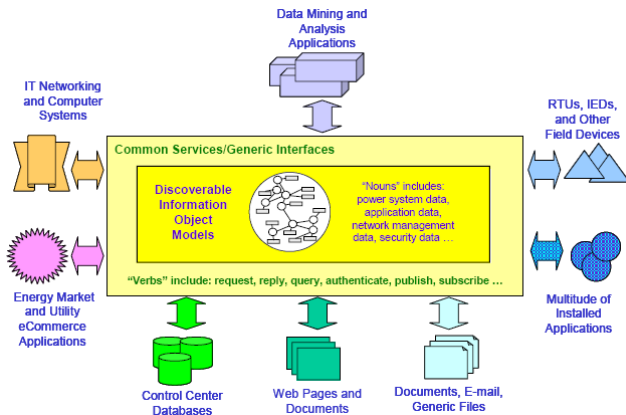 Data Mining and
Analysis
Applications
IT Networking
and Computer
Systems
RTUs, IEDs,
and Other
Field Devices
Common Services/Generic Interfaces
Discoverable
Information
Object
Models
“Nouns” includes:
power system data,
application data,
network management
data, security data ...
“Verbs” include: request, reply, query, authenticate, publish, subscribe ...
Energy Market
and Utility
eCommerce
Applications
Multitude of
Installed
Applications
Control Center
Databases
Web Pages and
Documents
Documents, E-mail,
Generic Files